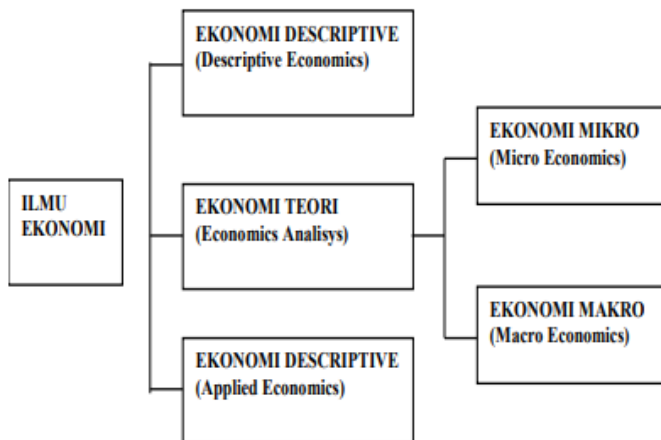 EKONOMI DESCRIPTIVE
(Descriptive Economics)
EKONOMI MIKRO
(Micro Economics)
ILMU
EKONOMI
EKONOMI TEORI
(Economics Analisys)
EKONOMI MAKRO
(Macro Economics)
EKONOMI DESCRIPTIVE
(Applied Economics)